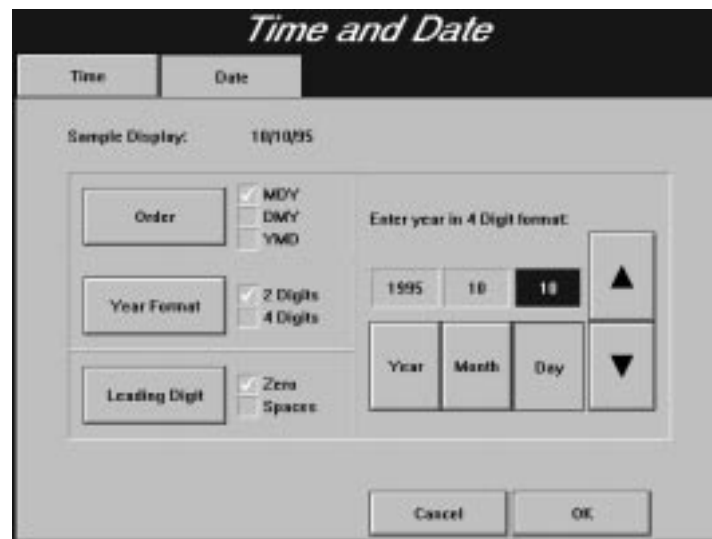 Time and Date
Time Date
Sample Display: 10/10/95
Order
MDY
DMY
YMD
Enter year in 4 Digit format:
Year Format
2 Digits
4 Digits
1995 10 10
Year Month Day
Leading Digit
Zero
Spaces
Cancel OK